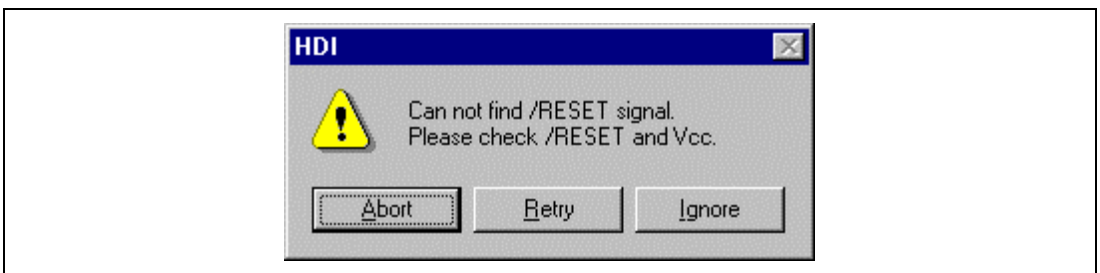 HDI
Can not find /RESET signal.
Please check /RESET and Vcc.
Abort
Retry
Ignore